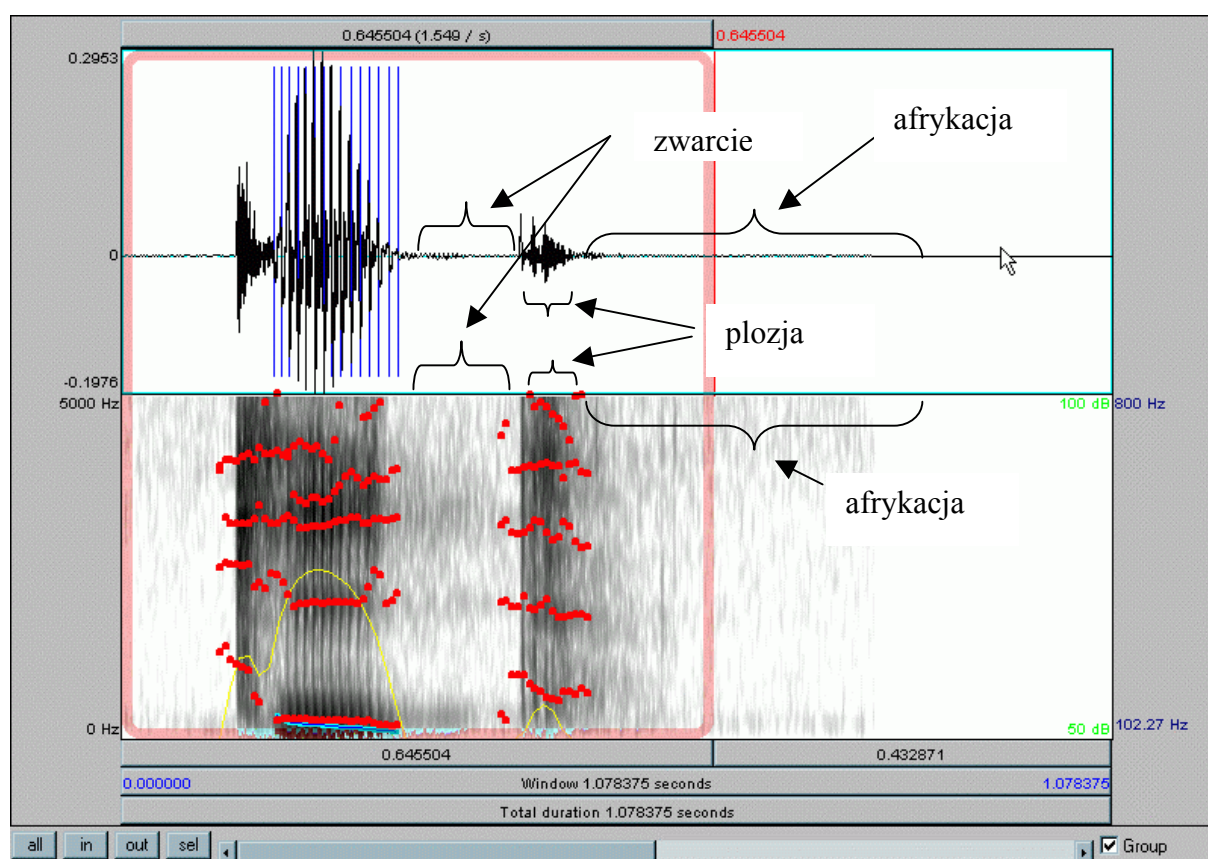 0.645504 (1.549 / s) 0.645504
0.2953
afrykacja
zwarcie
0
plozja
-0.1976
5000 Hz 100 dB 800 Hz
afrykacja
0 Hz 50 dB 102.27 Hz
0.645504 0.432871
0.000000 Window 1.078375 seconds 1.078375
Total duration 1.078375 seconds
all in out sel Group